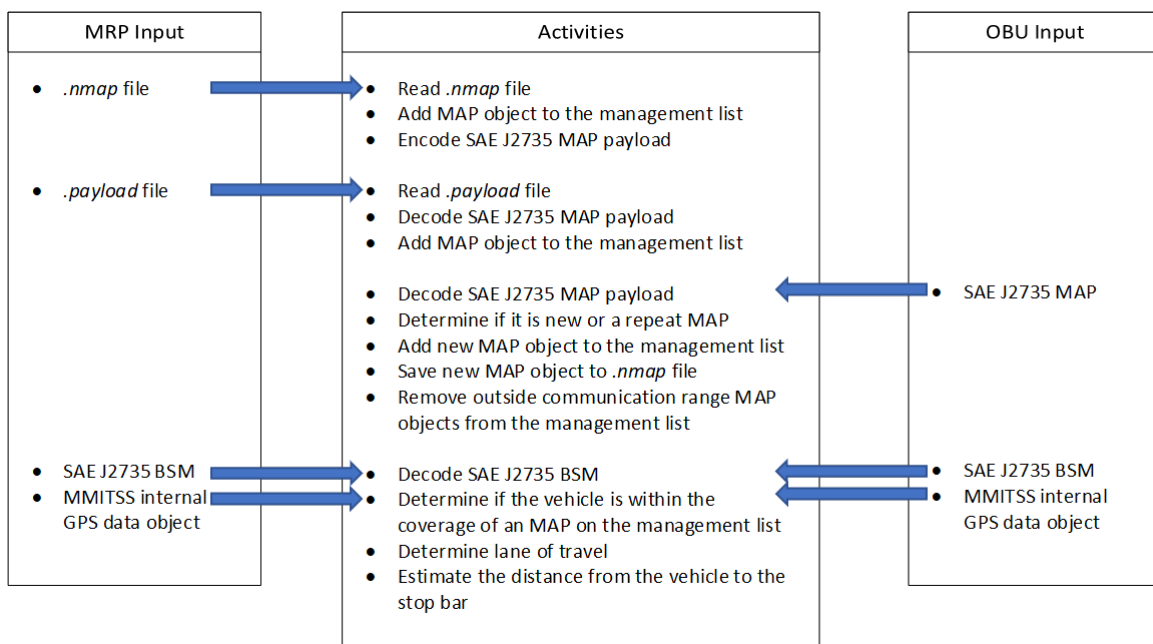 MRP Input
• .nmap file
• .payload file
• SAE J2735 BSM
• MMITSS internal
GPS data object
Activities
• Read .nmap file
• Add MAP object to the management list
• Encode SAE J2735 MAP payload
• Read .payload file
• Decode SAE J2735 MAP payload
• Add MAP object to the management list
• Decode SAE J2735 MAP payload
• Determine if it is new or a repeat MAP
• Add new MAP object to the management list
• Save new MAP object to .nmap file
• Remove outside communication range MAP
objects from the management list
• Decode SAE J2735 BSM
• Determine if the vehicle is within the
coverage of an MAP on the management list
• Determine lane of travel
• Estimate the distance from the vehicle to the
stop bar
OBU Input
• SAE J2735 MAP
• SAE J2735 BSM
• MMITSS internal
GPS data object